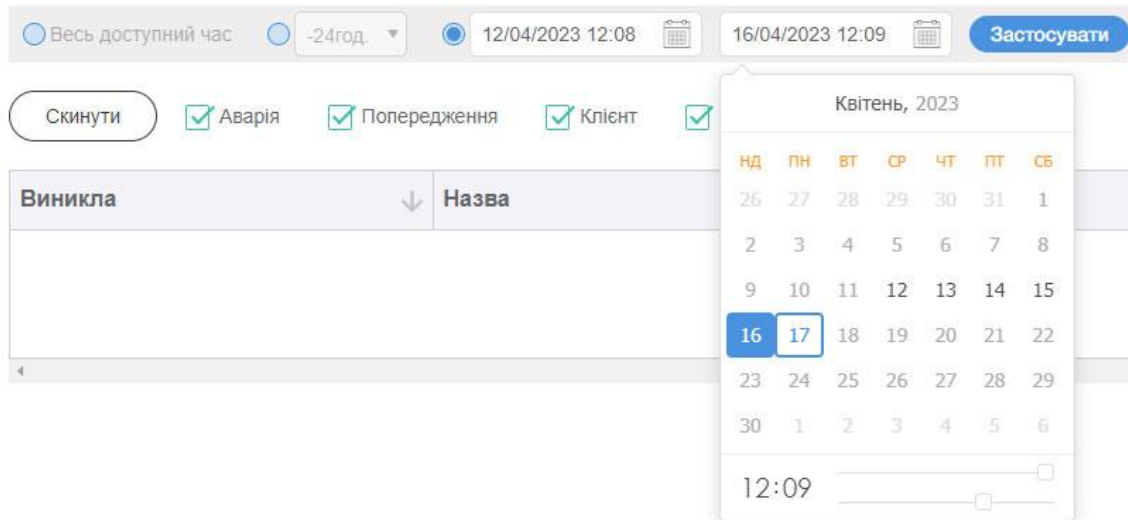 Весь доступний час -24год. 12/04/2023 12:08 16/04/2023 12:09 Застосувати
Скинути Аварія Попередження Клієнт
Квітень, 2023
Виникла Назва
НД ПН ВТ СР ЧТ ПТ СБ
26 27 28 29 30 31 1
2 3 4 5 6 7 8
9 10 11 12 13 14 15
16 17 18 19 20 21 22
23 24 25 26 27 28 29
30 1 2 3 4 5 6
12:09